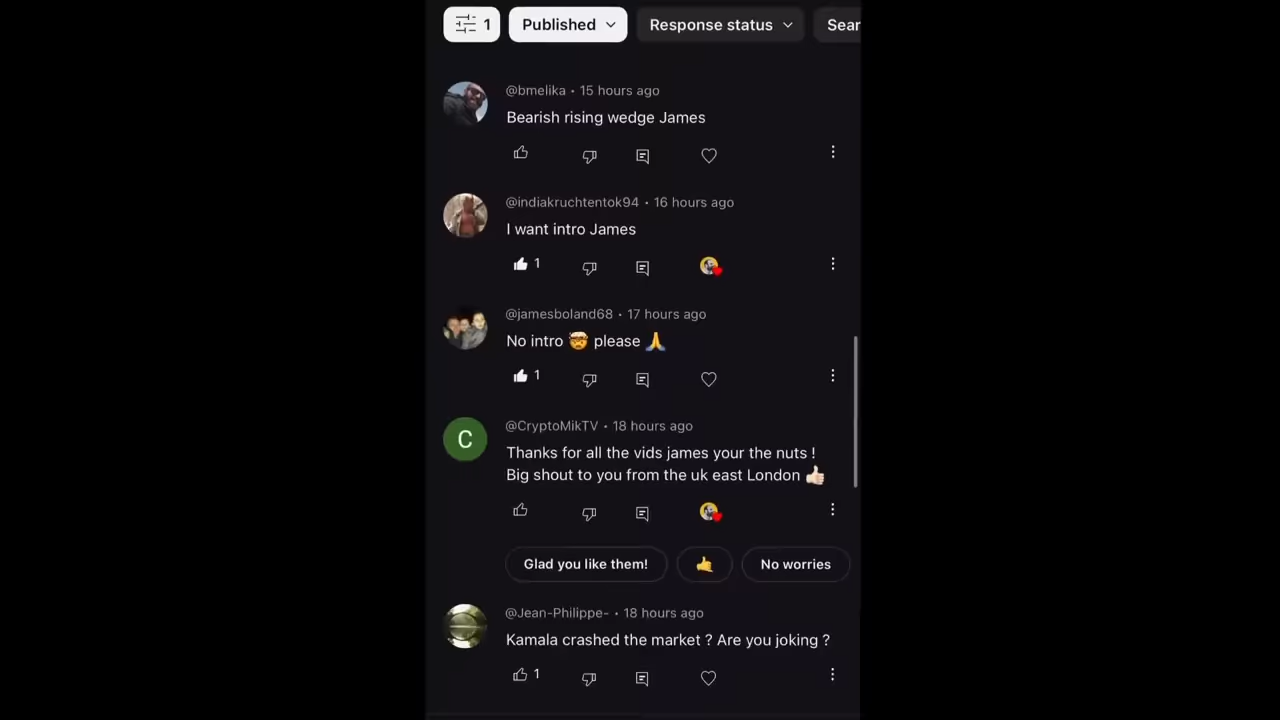 1 Published Response status Sear
@bmelika • 15 hours ago
Bearish rising wedge James
@indiakruchtentok94 • 16 hours ago
I want intro James
1
@jamesboland68 • 17 hours ago
No intro 🤯 please 🙏
1
C
@CryptoMikTV • 18 hours ago
Thanks for all the vids james your the nuts !
Big shout to you from the uk east London 👍🏻
Glad you like them! 🤙 No worries
@Jean-Philippe- • 18 hours ago
Kamala crashed the market ? Are you joking ?
1